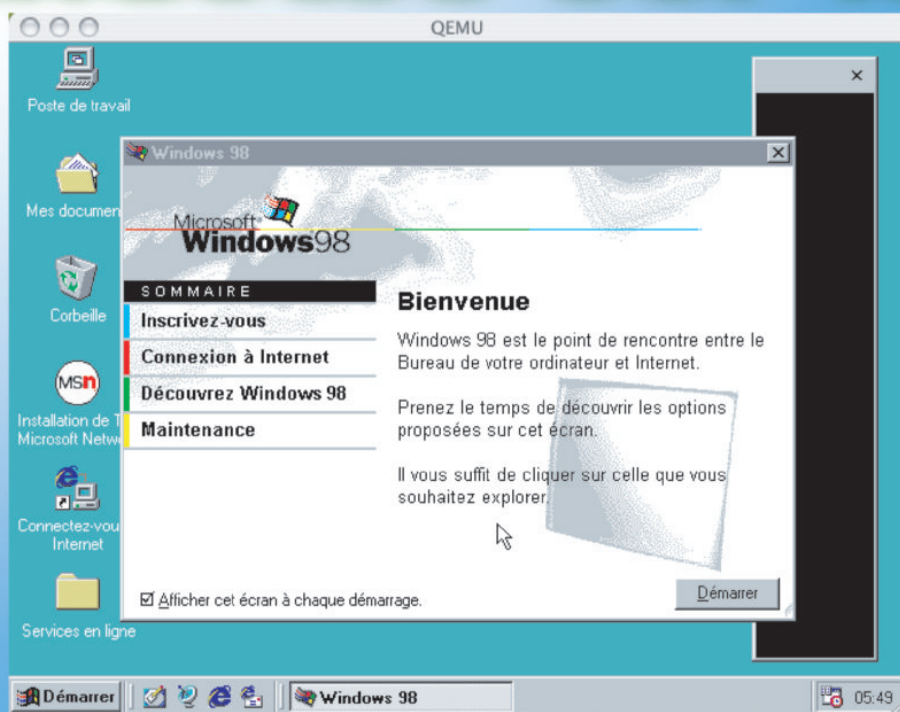 QEMU
Poste de travail
Mes documen
Corbeille
MSn
Installation de T
Microsoft Netw
Connectez-vou
Internet
Services en ligne
Windows 98
Microsoft
Windows98
SOMMAIRE
Inscrivez-vous
Connexion à Internet
Découvrez Windows 98
Maintenance
Bienvenue
Windows 98 est le point de rencontre entre le
Bureau de votre ordinateur et Internet.
Prenez le temps de découvrir les options
proposées sur cet écran.
Il vous suffit de cliquer sur celle que vous
souhaitez explorer.
Afficher cet écran à chaque démarrage.
Démarrer
Démarrer
Windows 98
05:49